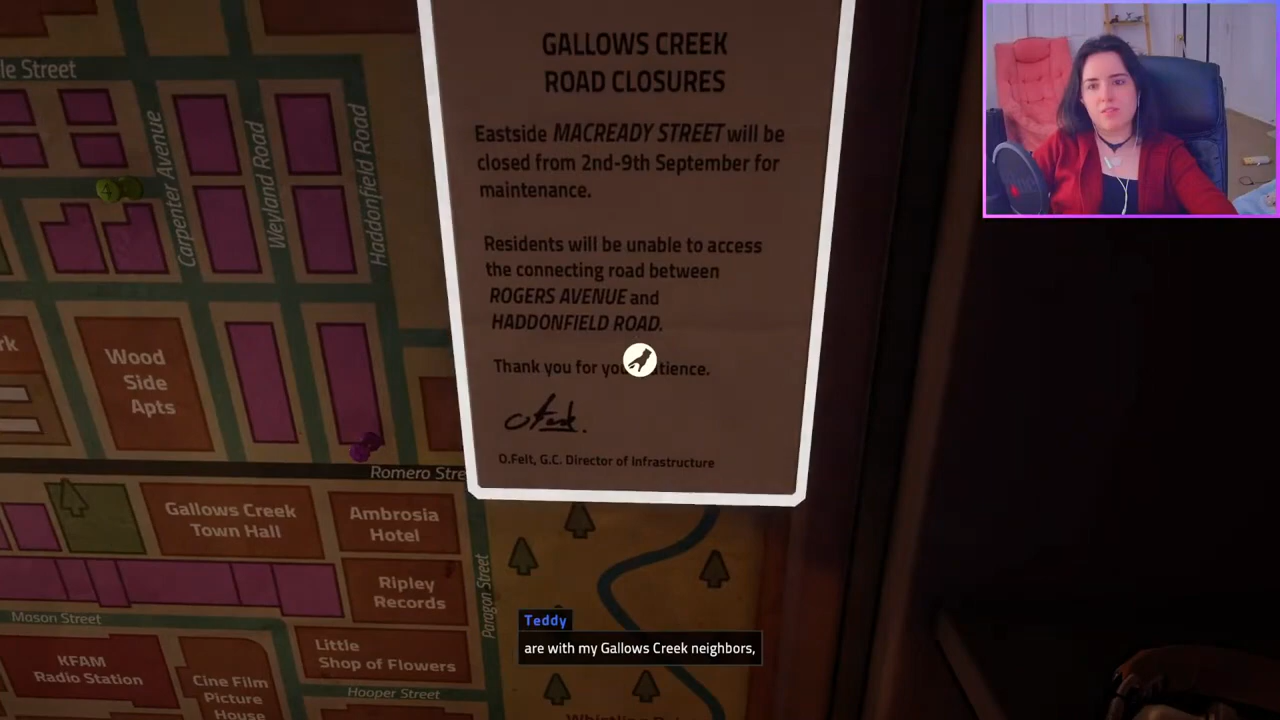 GALLOWS CREEK
ROAD CLOSURES
Eastside MACREADY STREET will be
closed from 2nd-9th September for
maintenance.
Residents will be unable to access
the connecting road between
ROGERS AVENUE and
HADDONFIELD ROAD.
Thank you for
O.Felt, G.C. Director of Infrastructure
Street
Carpenter Avenue
Weyland Road
Haddonfield Road
4
Wood
Side
Apts
Romero Stre
Gallows Creek
Town Hall
Ambrosia
Hotel
Ripley
Records
Paragon Street
Mason Street
Little
Shop of Flowers
KFAM
Radio Station
Cine Film
Picture
House
Hooper Street
Teddy
are with my Gallows Creek neighbors,